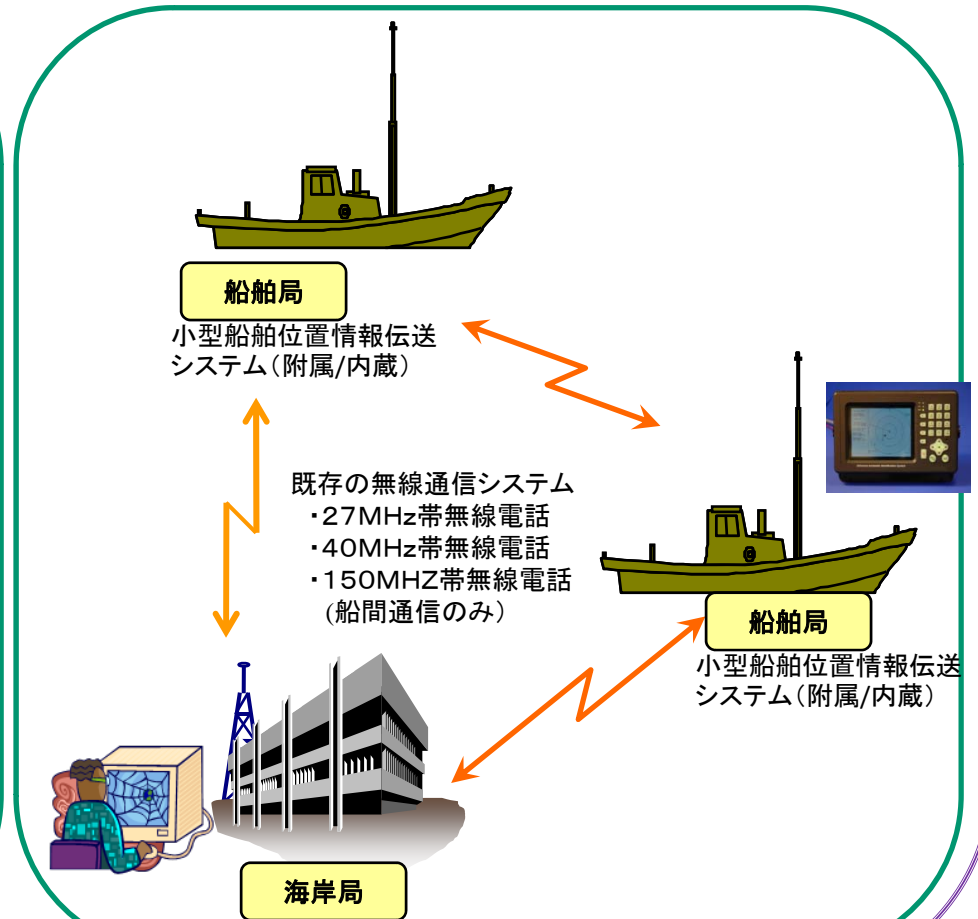 船舶局
小型船舶位置情報伝送
システム(附属/内蔵)
既存の無線通信システム
・27MHz帯無線電話
・40MHz帯無線電話
・150MHZ帯無線電話
(船間通信のみ)
船舶局
小型船舶位置情報伝送
システム(附属/内蔵)
海岸局